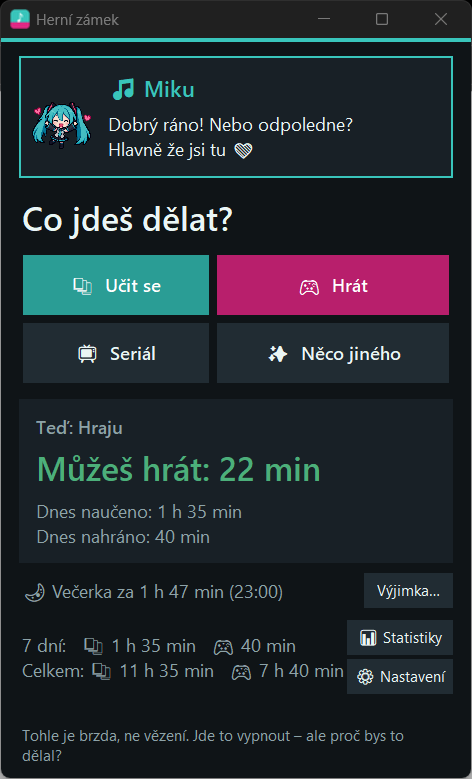 Herní zámek
Miku
Dobrý ráno! Nebo odpoledne?
Hlavně že jsi tu
Co jdeš dělat?
Učit se
Hrát
Seriál
Něco jiného
Teď: Hraju
Můžeš hrát: 22 min
Dnes naučeno: 1 h 35 min
Dnes nahráno: 40 min
Večerka za 1 h 47 min (23:00)
Výjimka...
7 dní: 1 h 35 min 40 min
Statistiky
Celkem: 11 h 35 min 7 h 40 min
Nastavení
Tohle je brzda, ne vězení. Jde to vypnout – ale proč bys to
dělal?